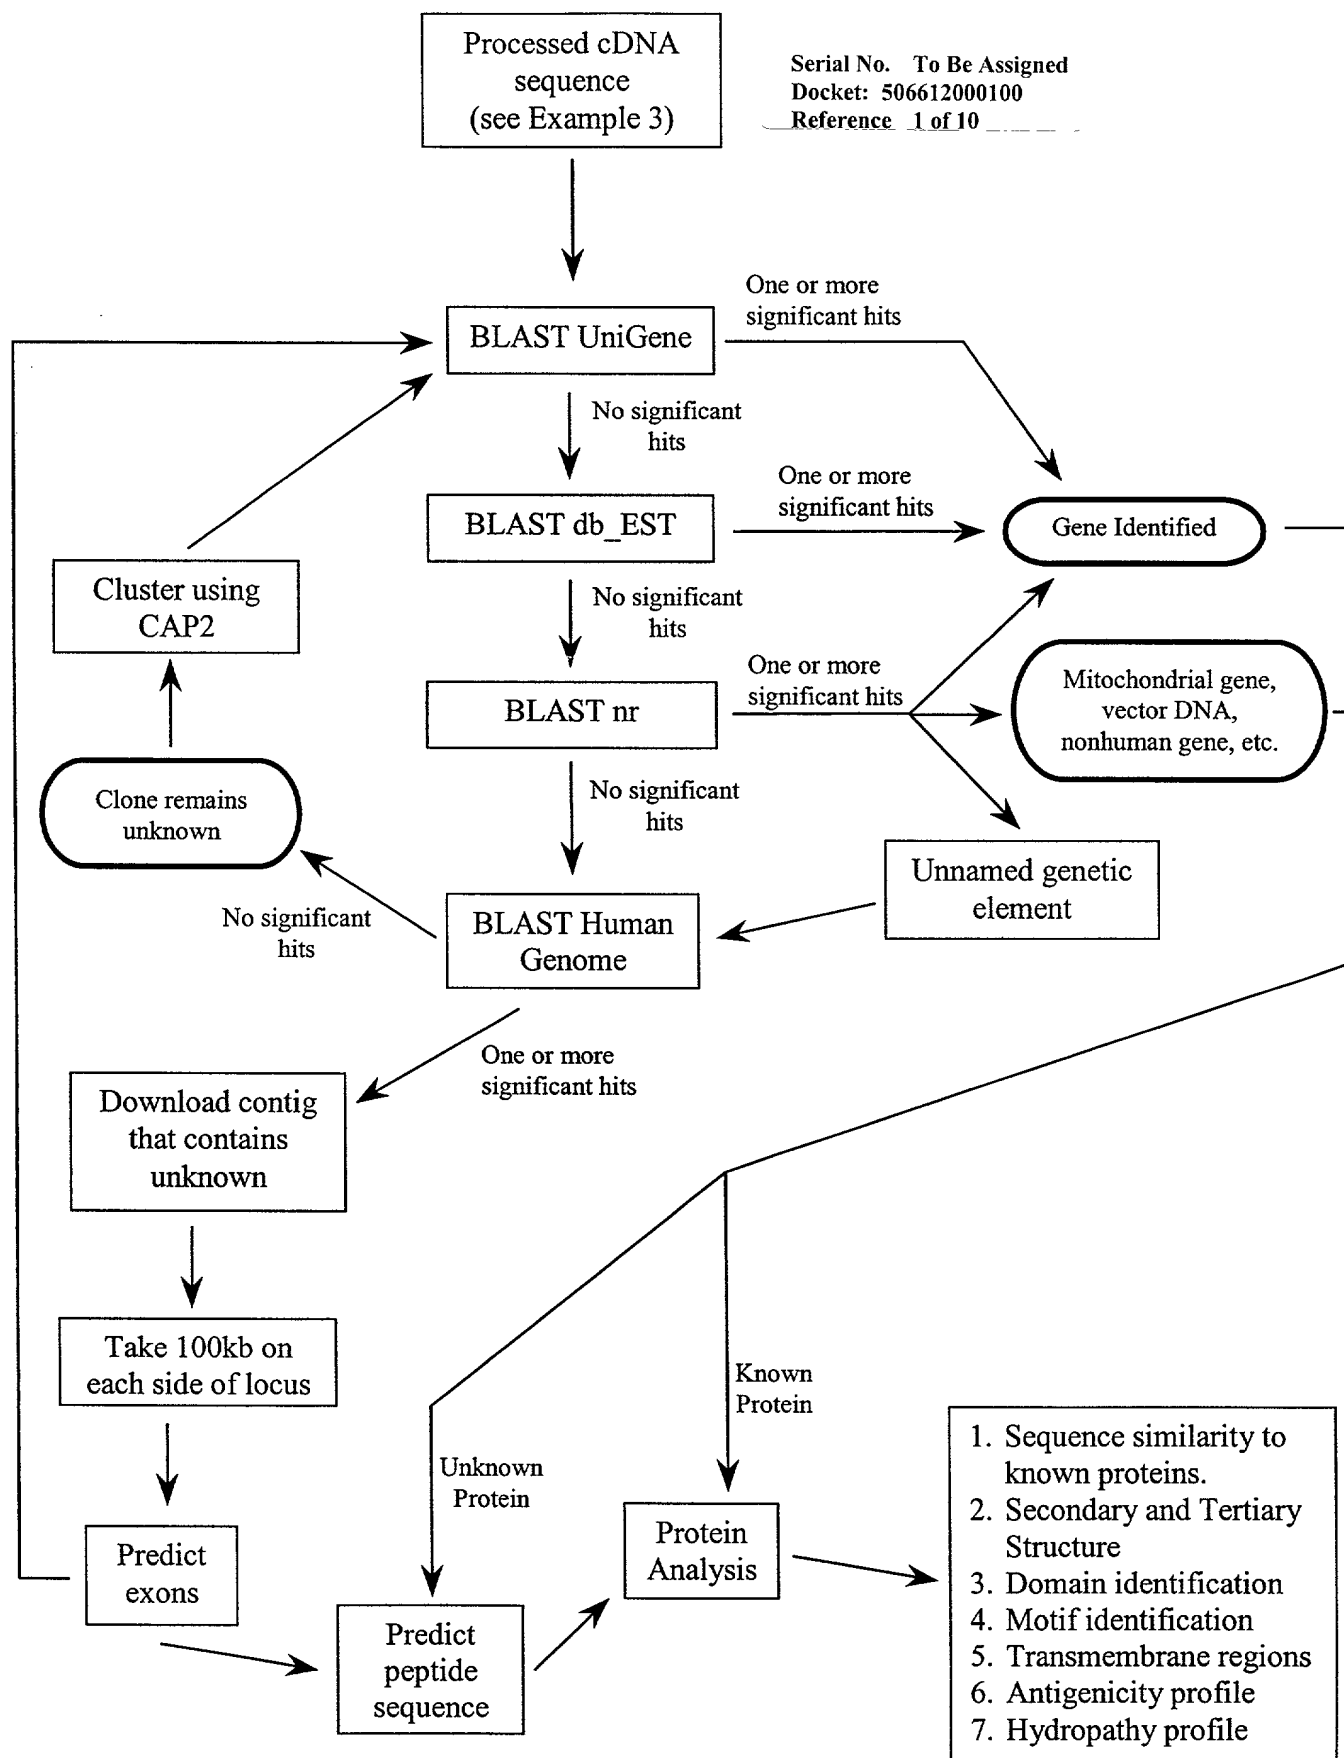 Processed cDNA
sequence
(see Example 3)
Serial No. To Be Assigned
Docket: 506612000100
Reference 1 of 10
One or more
significant hits
BLAST UniGene
No significant
hits
One or more
significant hits
BLAST db_EST
Gene Identified
Cluster using
CAP2
No significant
hits
One or more
significant hits
BLAST nr
Mitochondrial gene,
vector DNA,
nonhuman gene, etc.
Clone remains
unknown
No significant
hits
Unnamed genetic
element
No significant
hits
BLAST Human
Genome
One or more
significant hits
Download contig
that contains
unknown
Take 100kb on
each side of locus
Known
Protein
Unknown
Protein
Predict
exons
Protein
Analysis
Predict
peptide
sequence
1. Sequence similarity to
known proteins.
2. Secondary and Tertiary
Structure
3. Domain identification
4. Motif identification
5. Transmembrane regions
6. Antigenicity profile
7. Hydropathy profile